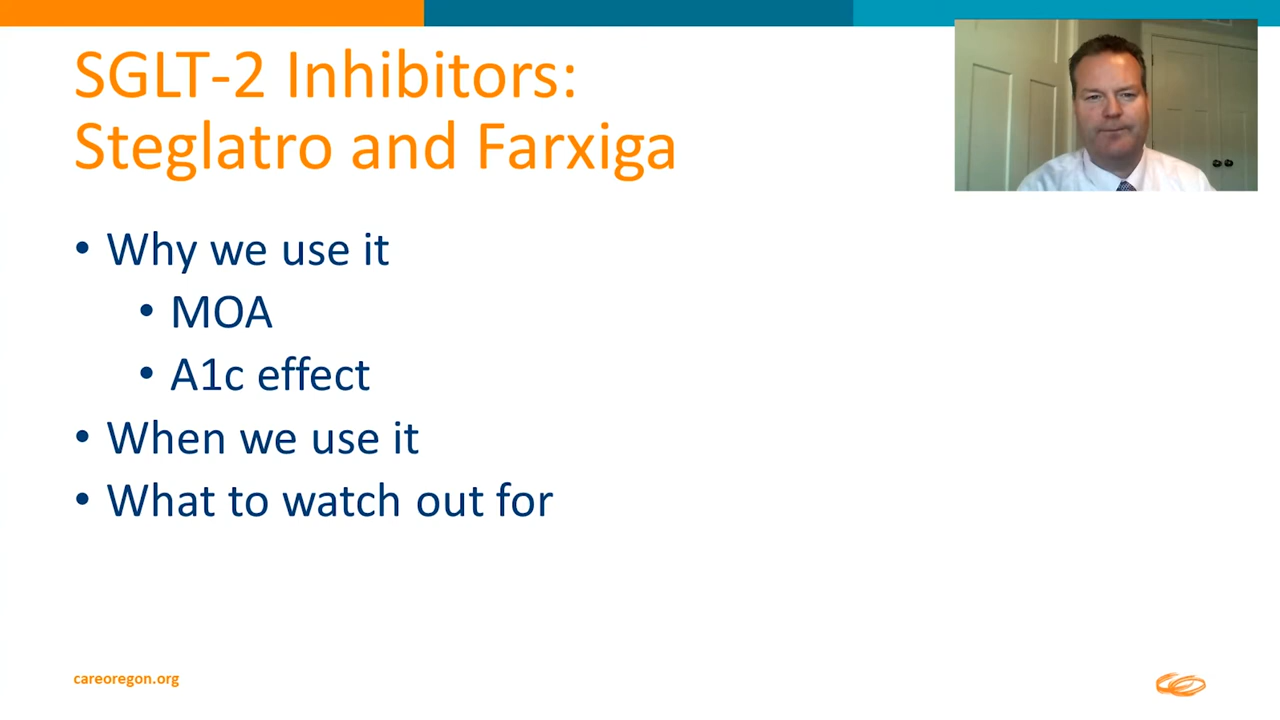 SGLT-2 Inhibitors:
Steglatro and Farxiga
• Why we use it
• MOA
• A1c effect
• When we use it
• What to watch out for
careoregon.org